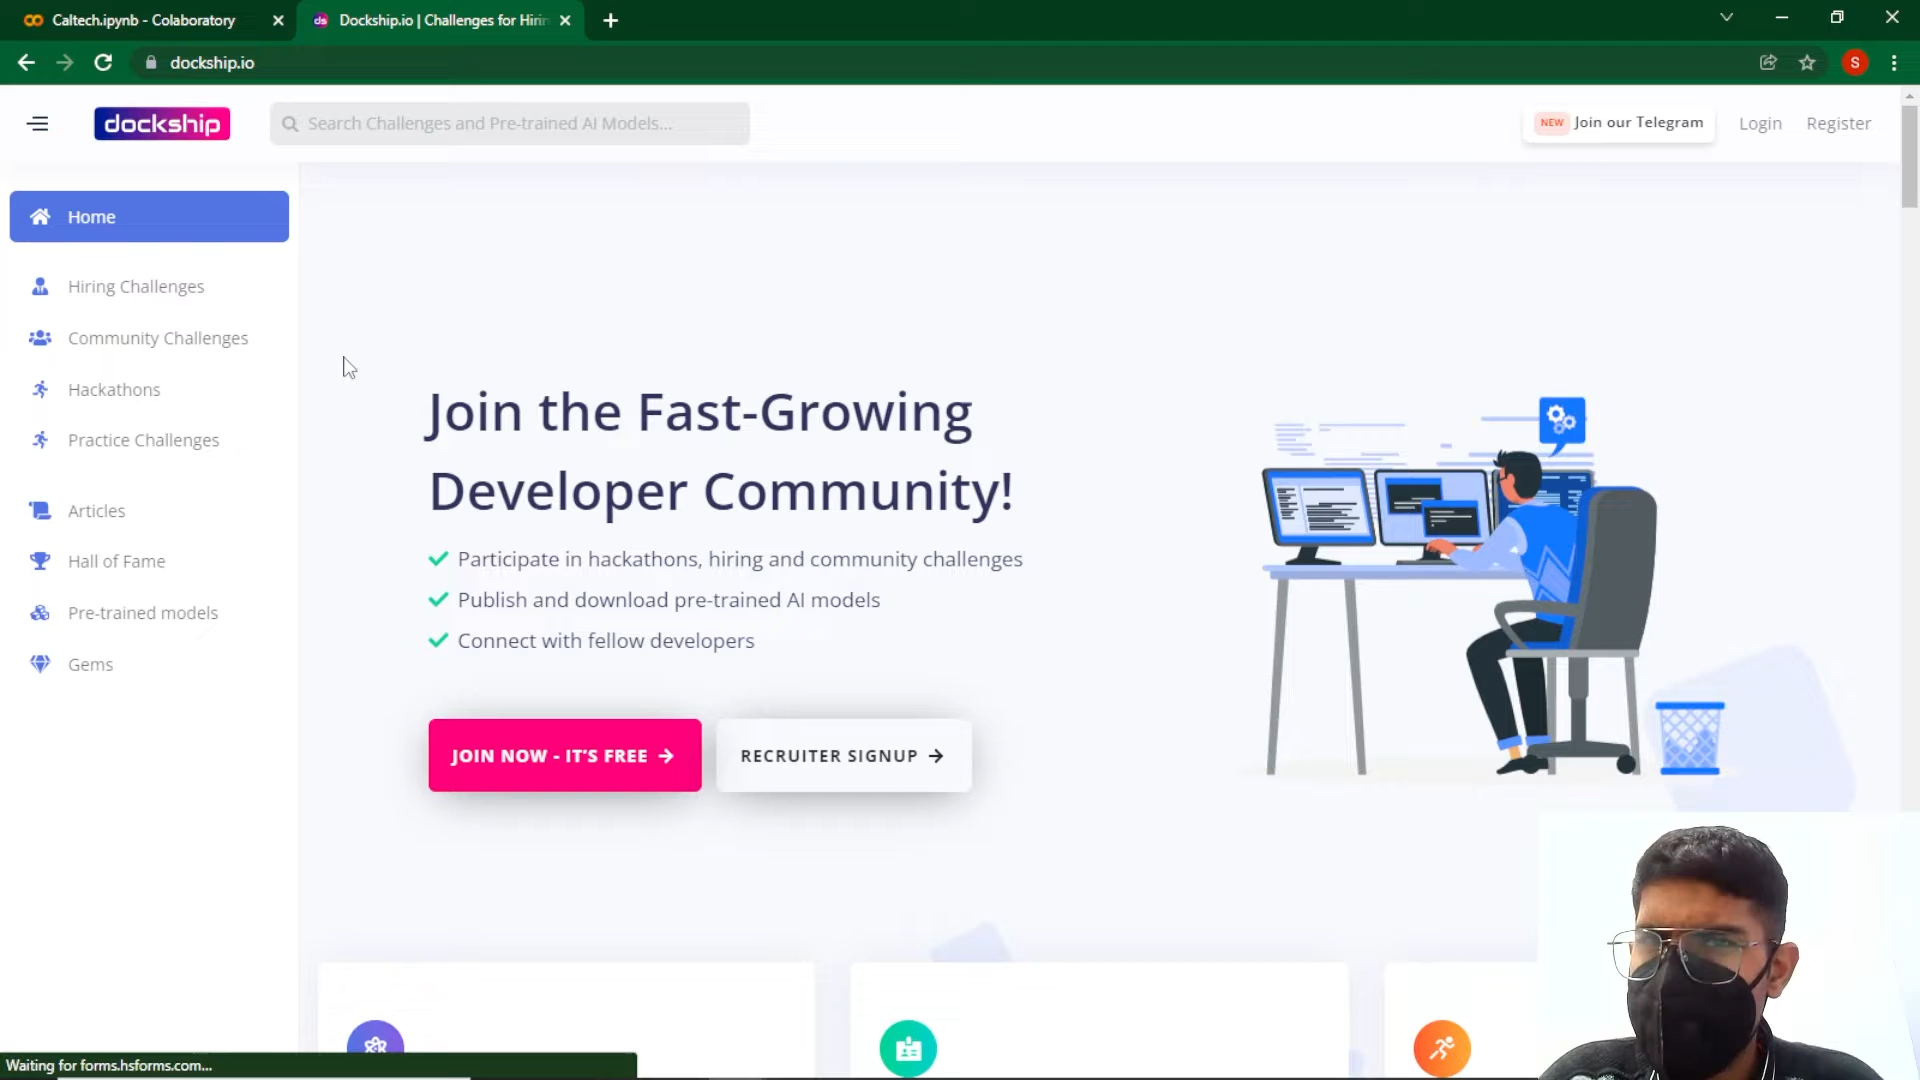 Caltech.ipynb - Colaboratory
Dockship.io | Challenges for Hirin
dockship.io
S
dockship
Search Challenges and Pre-trained AI Models...
NEW Join our Telegram
Login
Register
Home
Hiring Challenges
Community Challenges
Hackathons
Practice Challenges
Articles
Hall of Fame
Pre-trained models
Gems
Join the Fast-Growing
Developer Community!
Participate in hackathons, hiring and community challenges
Publish and download pre-trained AI models
Connect with fellow developers
JOIN NOW - IT'S FREE →
RECRUITER SIGNUP →
Waiting for forms.hsforms.com...